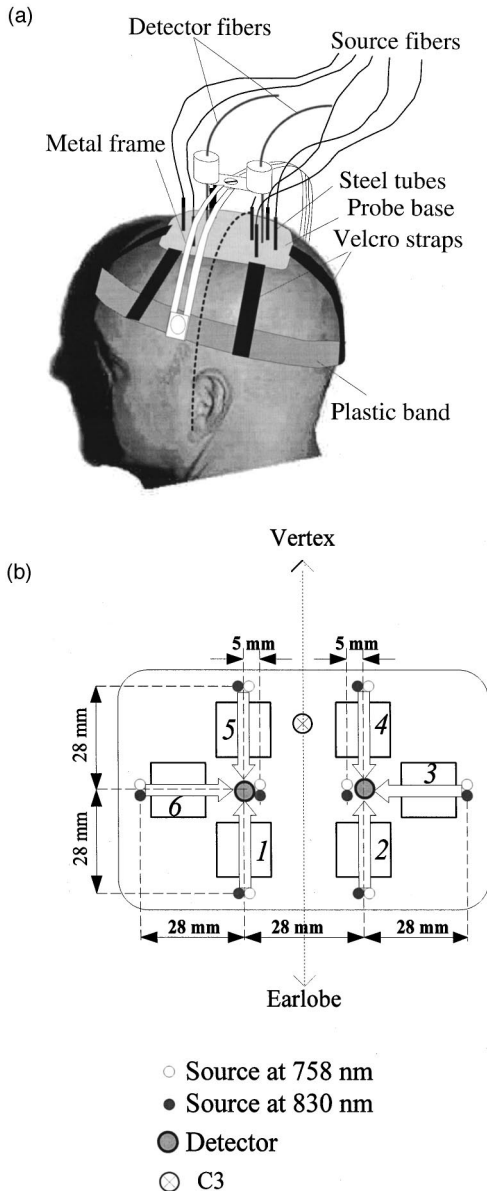 (a)
Detector fibers
Source fibers
Metal frame
Steel tubes
Probe base
Velcro straps
Plastic band
(b)
Vertex
5 mm
5 mm
28 mm
28 mm
5
4
6
3
1
2
28 mm
28 mm
28 mm
Earlobe
Source at 758 nm
Source at 830 nm
Detector
C3